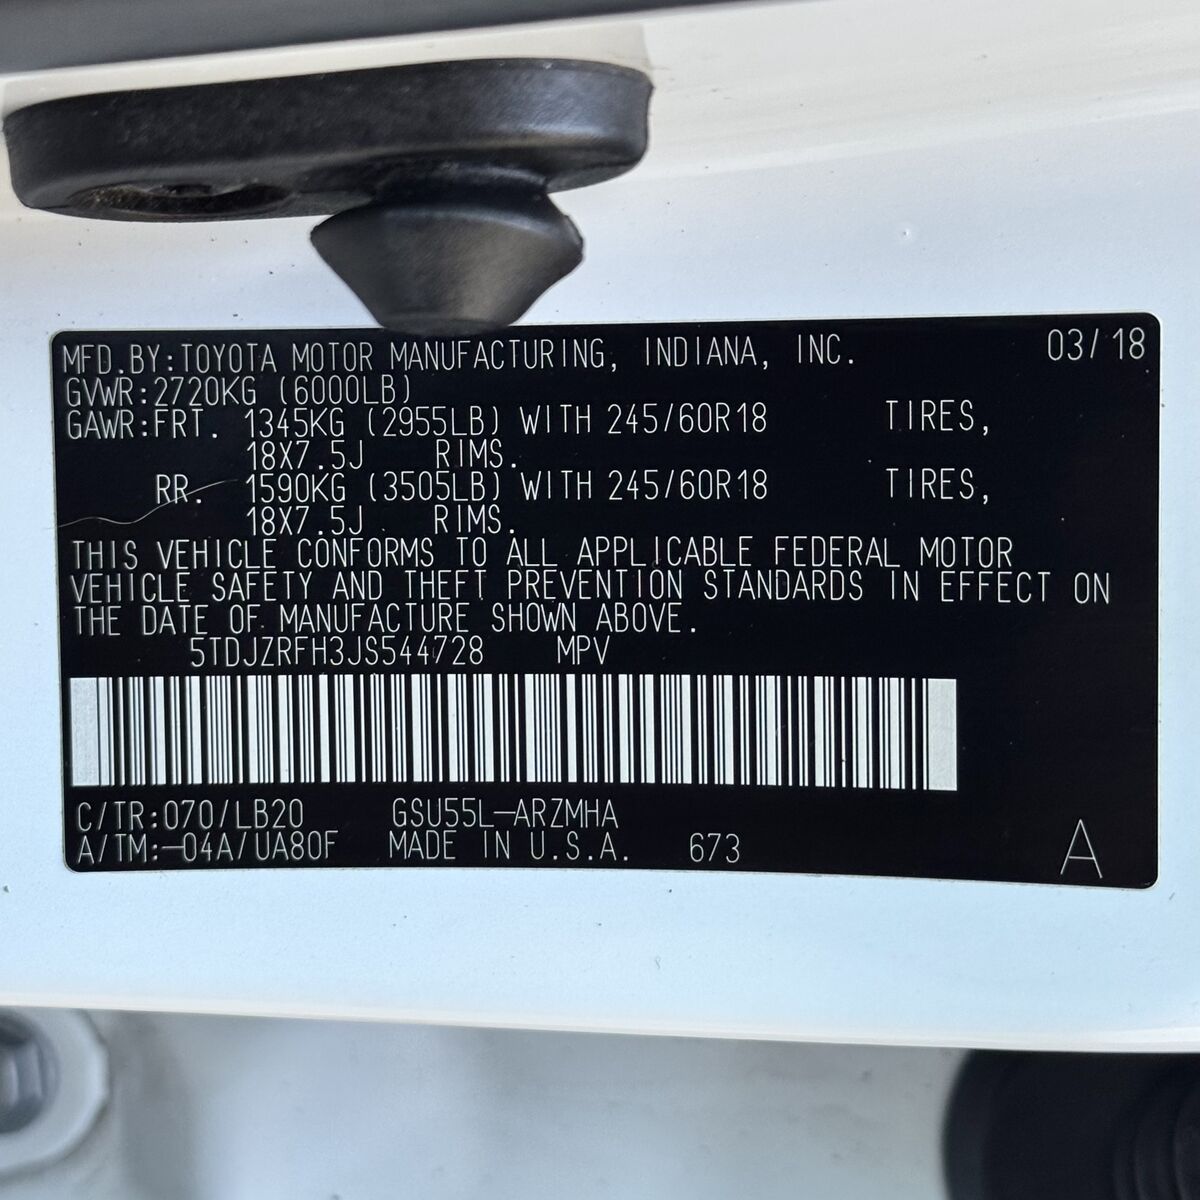 MFD.BY:TOYOTA MOTOR MANUFACTURING, INDIANA, INC. 03/18
GVWR:2720KG (6000LB)
GAWR:FRT. 1345KG (2955LB) WITH 245/60R18 TIRES,
18X7.5J RIMS.
RR. 1590KG (3505LB) WITH 245/60R18 TIRES,
18X7.5J RIMS.
THIS VEHICLE CONFORMS TO ALL APPLICABLE FEDERAL MOTOR
VEHICLE SAFETY AND THEFT PREVENTION STANDARDS IN EFFECT ON
THE DATE OF MANUFACTURE SHOWN ABOVE.
5TDJZRFH3JS544728 MPV
C/TR:070/LB20 GSU55L-ARZMHA
A/TM:-04A/UA80F MADE IN U.S.A. 673 A